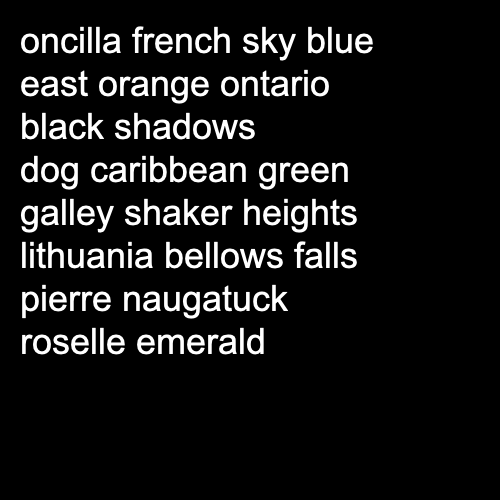 oncilla french sky blue
east orange ontario
black shadows
dog caribbean green
galley shaker heights
lithuania bellows falls
pierre naugatuck
roselle emerald